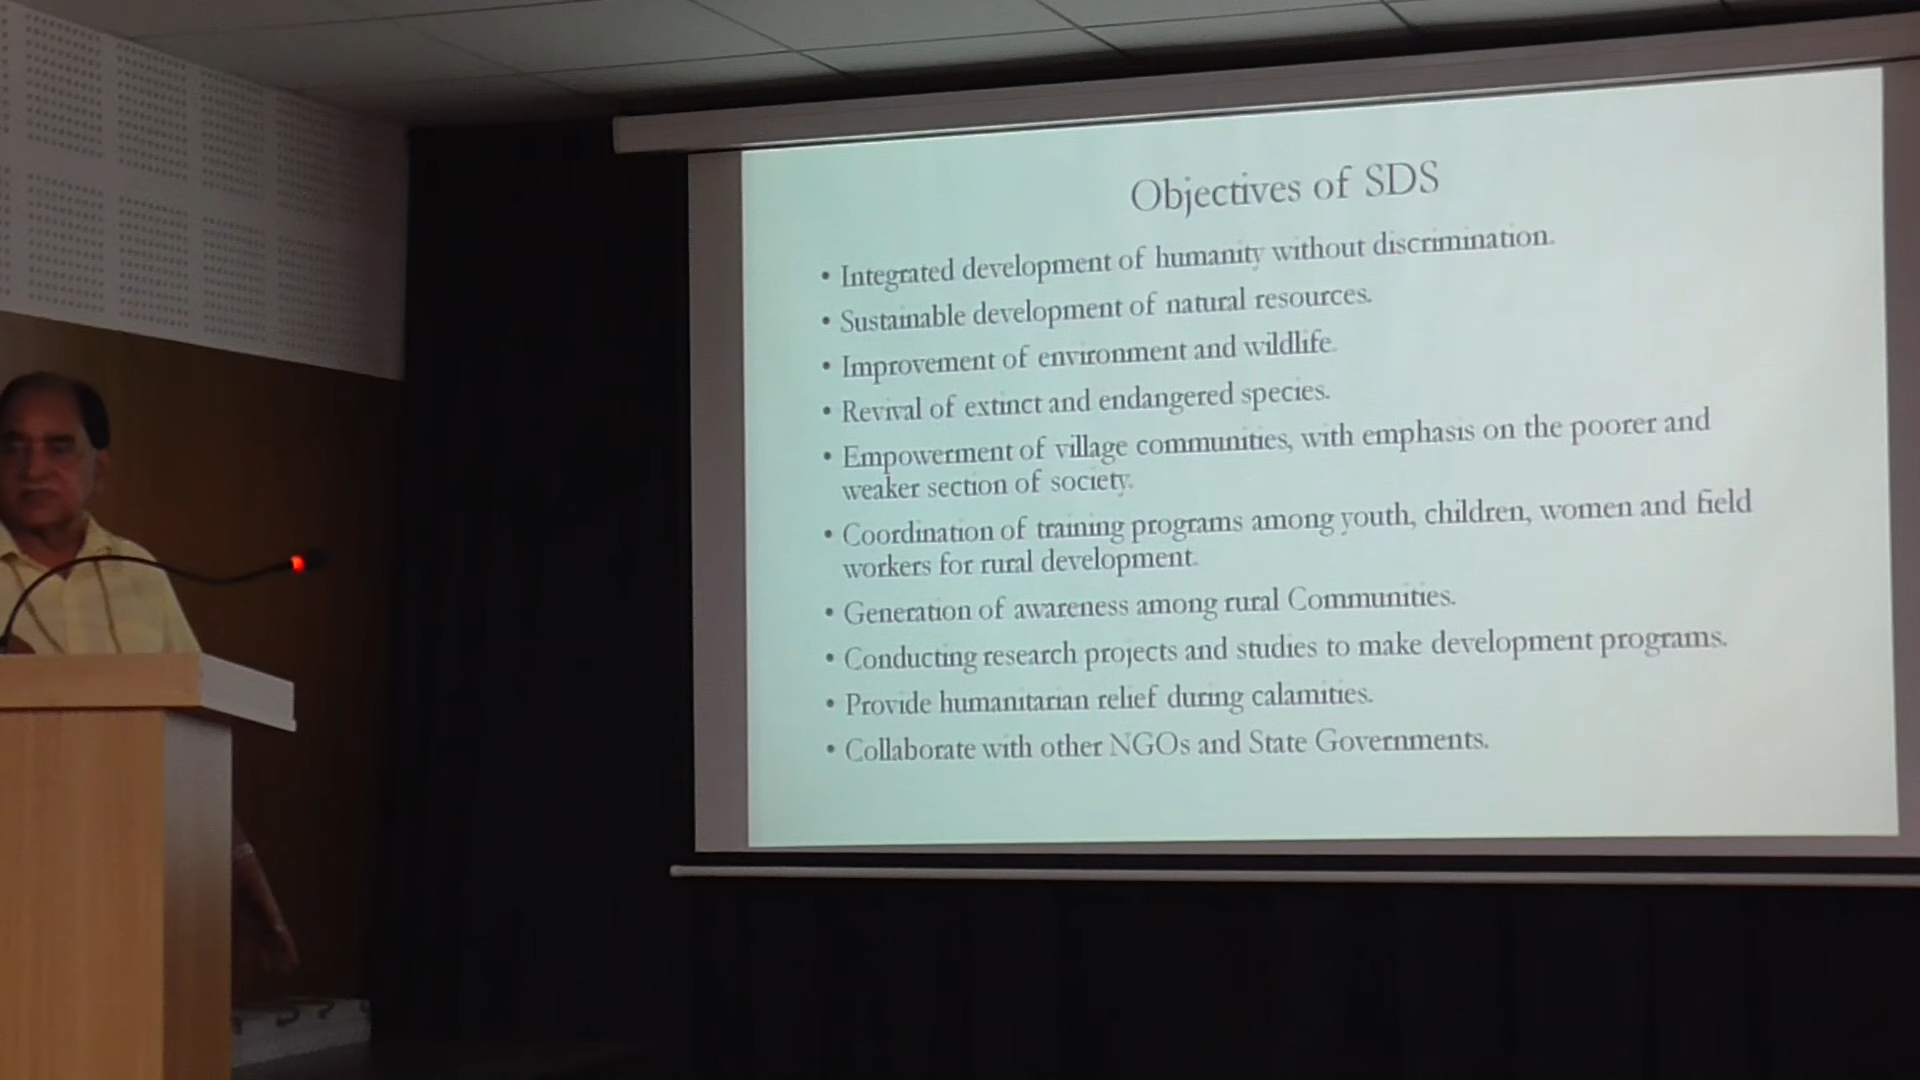 Objectives of SDS
• Integrated development of humanity without discrimination.
• Sustainable development of natural resources.
• Improvement of environment and wildlife.
• Revival of extinct and endangered species.
• Empowerment of village communities, with emphasis on the poorer and
weaker section of society.
• Coordination of training programs among youth, children, women and field
workers for rural development.
• Generation of awareness among rural Communities.
• Conducting research projects and studies to make development programs.
• Provide humanitarian relief during calamities.
• Collaborate with other NGOs and State Governments.